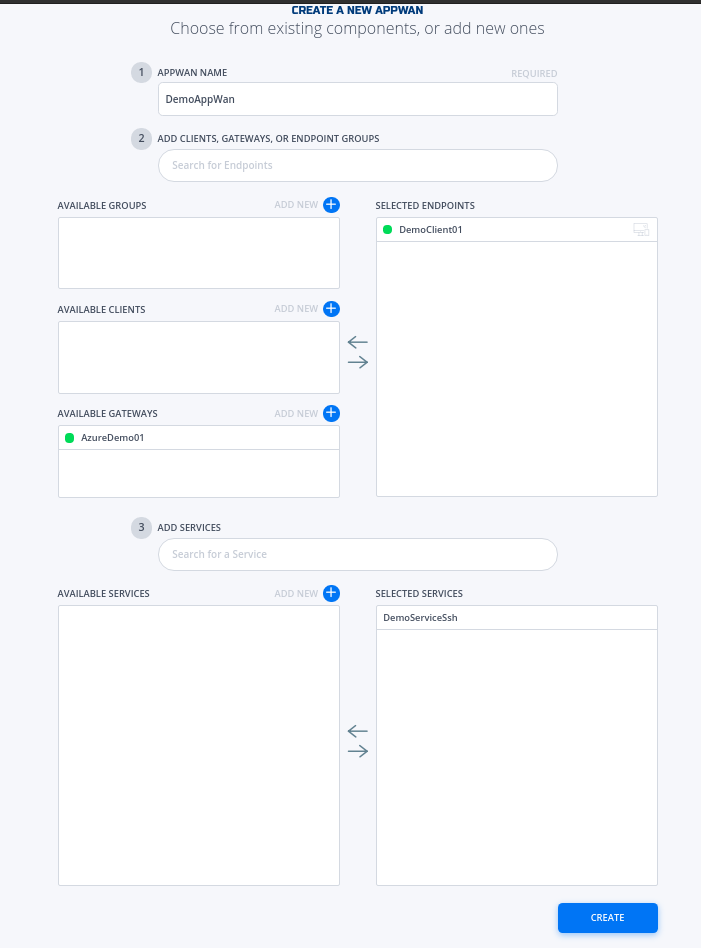 CREATE A NEW APPWAN
Choose from existing components, or add new ones
1 APPWAN NAME REQUIRED
DemoAppWan
2 ADD CLIENTS, GATEWAYS, OR ENDPOINT GROUPS
Search for Endpoints
AVAILABLE GROUPS ADD NEW SELECTED ENDPOINTS
DemoClient01
AVAILABLE CLIENTS ADD NEW
AVAILABLE GATEWAYS ADD NEW
AzureDemo01
3 ADD SERVICES
Search for a Service
AVAILABLE SERVICES ADD NEW SELECTED SERVICES
DemoServiceSsh
CREATE